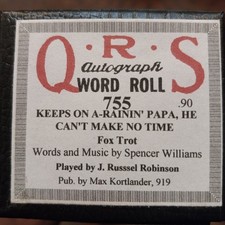 Q·R·S
Autograph
WORD ROLL
755 .90
KEEPS ON A-RAININ' PAPA, HE
CAN'T MAKE NO TIME
Fox Trot
Words and Music by Spencer Williams
Played by J. Russsel Robinson
Pub. by Max Kortlander, 919